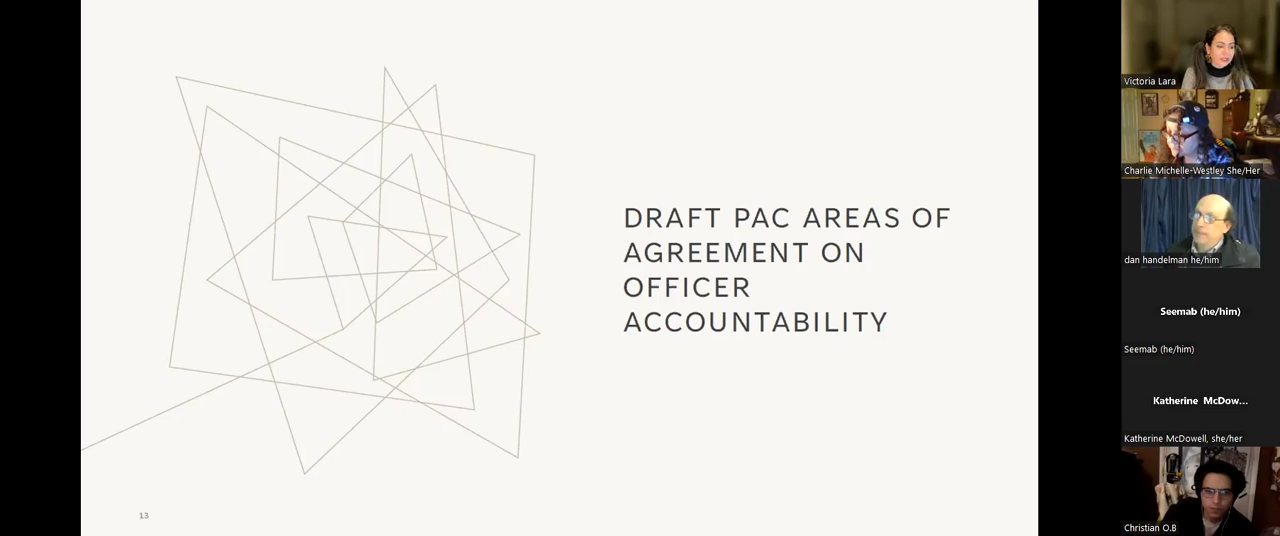 DRAFT PAC AREAS OF
AGREEMENT ON
OFFICER
ACCOUNTABILITY
13
Victoria Lara
Charlie Michelle-Westley She/Her
dan handelman he/him
Seemab (he/him)
Seemab (he/him)
Katherine McDow...
Katherine McDowell, she/her
Christian O.B